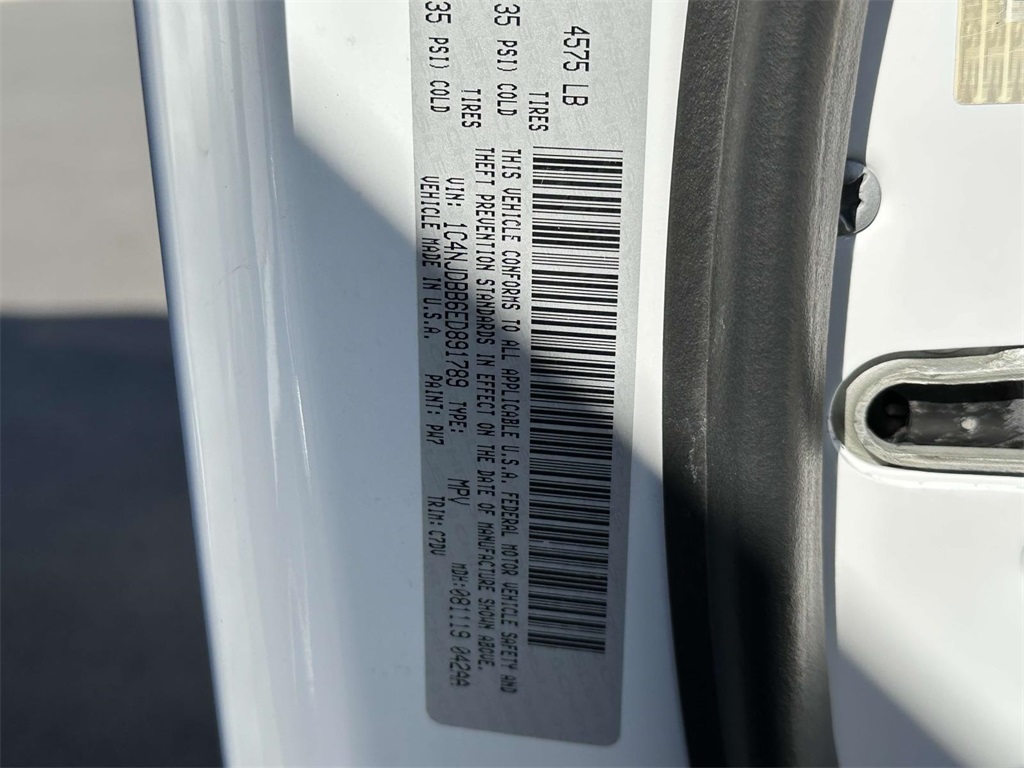 4575 LB
TIRES
35 PSI) COLD
TIRES
35 PSI) COLD
THIS VEHICLE CONFORMS TO ALL APPLICABLE U.S.A. FEDERAL MOTOR VEHICLE SAFETY AND
THEFT PREVENTION STANDARDS IN EFFECT ON THE DATE OF MANUFACTURE SHOWN ABOVE.
VIN: 1C4NJDBB6ED891789 TYPE: MPV MDH:081119 042AA
VEHICLE MADE IN U.S.A. PAINT: PW7 TRIM: C7DV